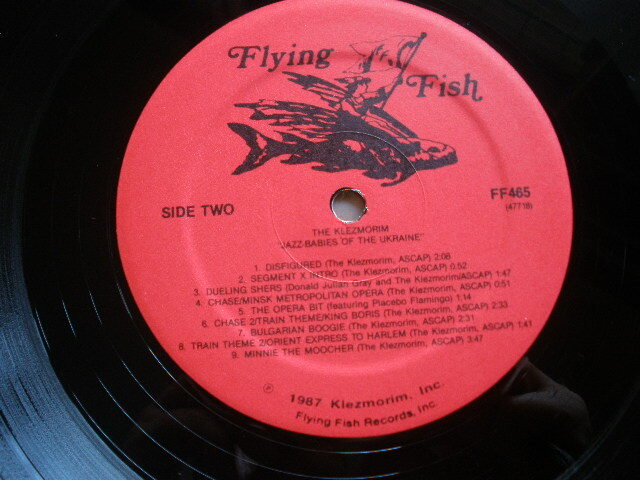 Flying Fish
SIDE TWO
FF465
(47718)
THE KLEZMORIM
"JAZZ-BABIES OF THE UKRAINE"
1. DISFIGURED (The Klezmorim, ASCAP) 2:08
2. SEGMENT X INTRO (The Klezmorim, ASCAP) 0:52
3. DUELING SHERS (Donald Julian Gray and The Klezmorim/ASCAP) 1:47
4. CHASE/MINSK METROPOLITAN OPERA (The Klezmorim, ASCAP) 0:51
5. THE OPERA BIT (featuring Placebo Flamingo) 1:14
6. CHASE 2/TRAIN THEME/KING BORIS (The Klezmorim, ASCAP) 2:33
7. BULGARIAN BOOGIE (The Klezmorim, ASCAP) 2:31
8. TRAIN THEME 2/ORIENT EXPRESS TO HARLEM (The Klezmorim, ASCAP) 1:41
9. MINNIE THE MOOCHER (The Klezmorim, ASCAP) 3:47
℗ 1987 Klezmorim, Inc.
Flying Fish Records, Inc.